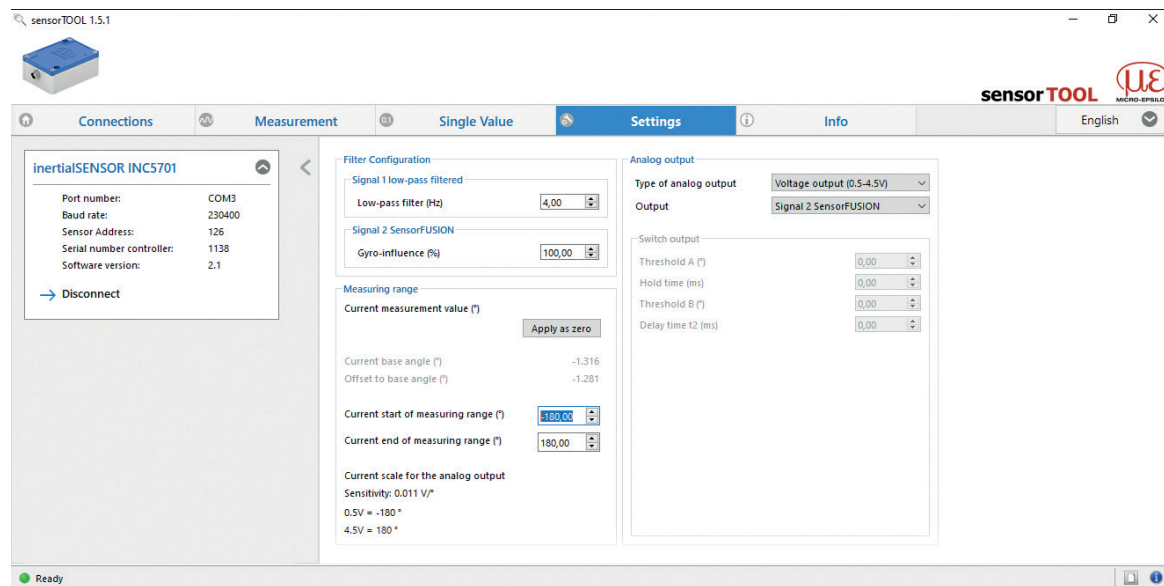 sensorTOOL 1.5.1
sensorTOOL
µε
MICRO-EPSILO
Connections
Measurement
0.1
Single Value
Settings
Info
English
inertialSENSOR INC5701
Port number: COM3
Baud rate: 230400
Sensor Address: 126
Serial number controller: 1138
Software version: 2.1
Disconnect
Filter Configuration
Signal 1 low-pass filtered
Low-pass filter (Hz) 4,00
Signal 2 SensorFUSION
Gyro-influence (%) 100,00
Measuring range
Current measurement value (°)
Apply as zero
Current base angle (°) -1.316
Offset to base angle (°) -1.281
Current start of measuring range (°) -180,00
Current end of measuring range (°) 180,00
Current scale for the analog output
Sensitivity: 0.011 V/°
0.5V = -180 °
4.5V = 180 °
Analog output
Type of analog output Voltage output (0.5-4.5V)
Output Signal 2 SensorFUSION
Switch output
Threshold A (°) 0,00
Hold time (ms) 0,00
Threshold B (°) 0,00
Delay time t2 (ms) 0,00
Ready